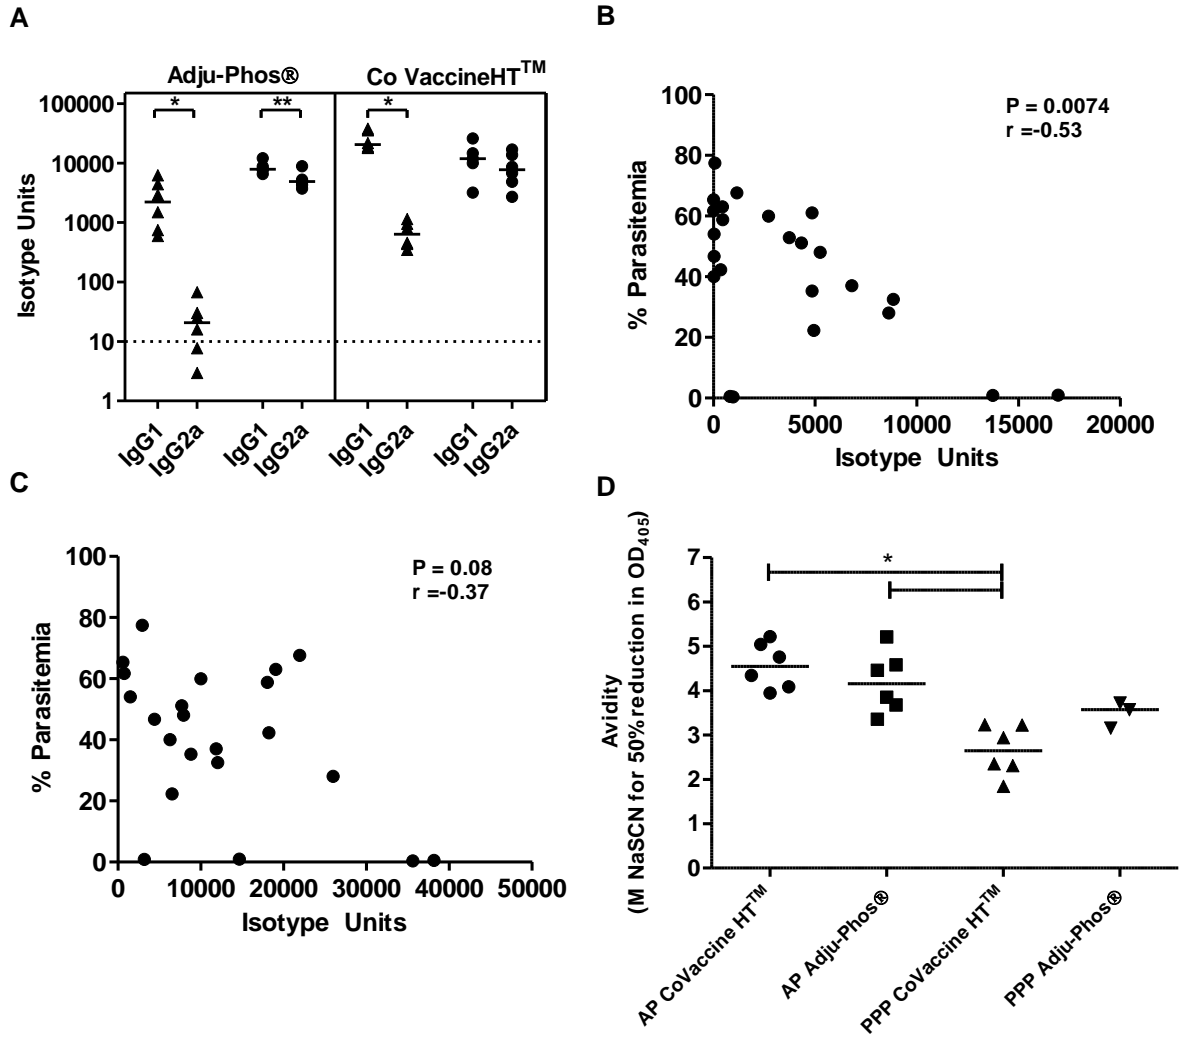 A
Adju-Phos®
Co VaccineHT™
Isotype Units
100000
10000
1000
100
10
1
*
**
*
IgG1
IgG2a
IgG1
IgG2a
IgG1
IgG2a
IgG1
IgG2a
B
P = 0.0074
r =-0.53
% Parasitemia
100
80
60
40
20
0
0
5000
10000
15000
20000
Isotype Units
C
P = 0.08
r =-0.37
% Parasitemia
100
80
60
40
20
0
0
10000
20000
30000
40000
50000
Isotype Units
D
Avidity
(M NaSCN for 50% reduction in OD₄₀₅)
7
6
5
4
3
2
1
0
*
AP CoVaccine HT™
AP Adju-Phos®
PPP CoVaccine HT™
PPP Adju-Phos®